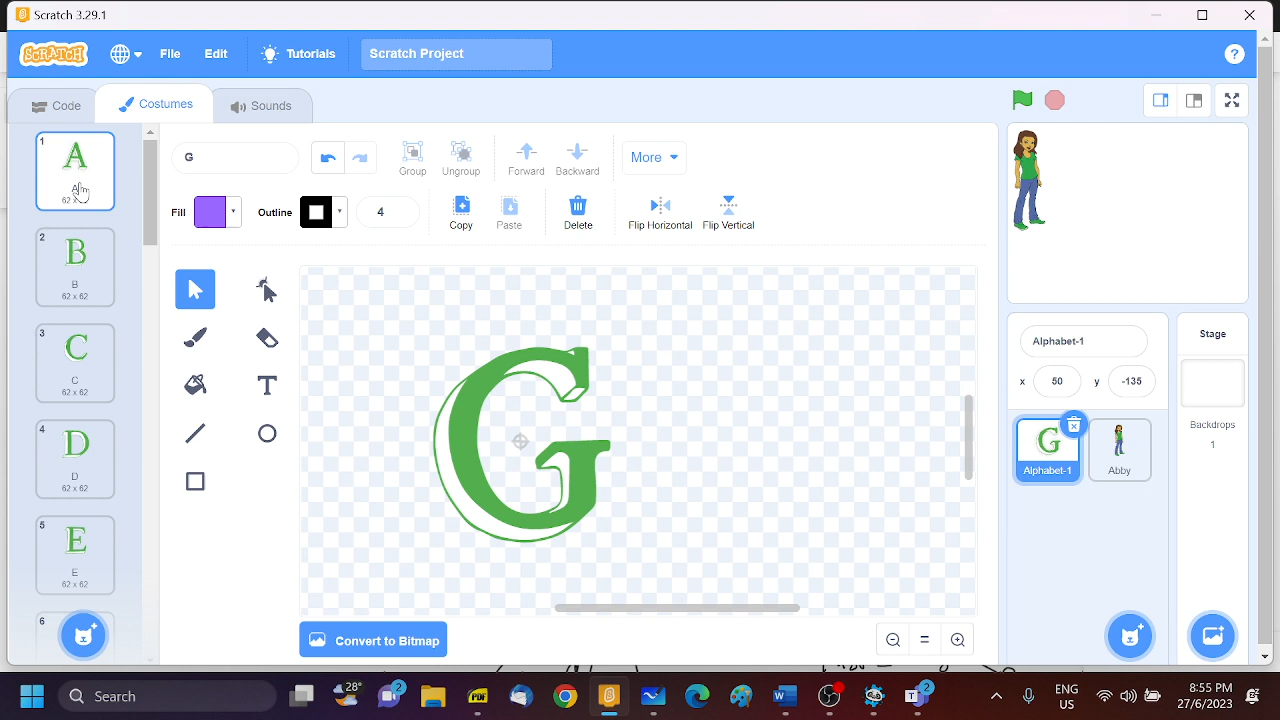 Scratch 3.29.1
SCRATCH
File
Edit
Tutorials
Scratch Project
?
Code
Costumes
Sounds
1
A
62 x
2
B
B
62 x 62
3
C
C
62 x 62
4
D
D
62 x 62
5
E
E
62 x 62
6
G
Group
Ungroup
Forward
Backward
More
Fill
Outline
4
Copy
Paste
Delete
Flip Horizontal
Flip Vertical
G
Convert to Bitmap
=
Alphabet-1
x
50
y
-135
G
Alphabet-1
Abby
Stage
Backdrops
1
Search
28°
2
PDF
W
2
T
ENG
US
8:55 PM
27/6/2023